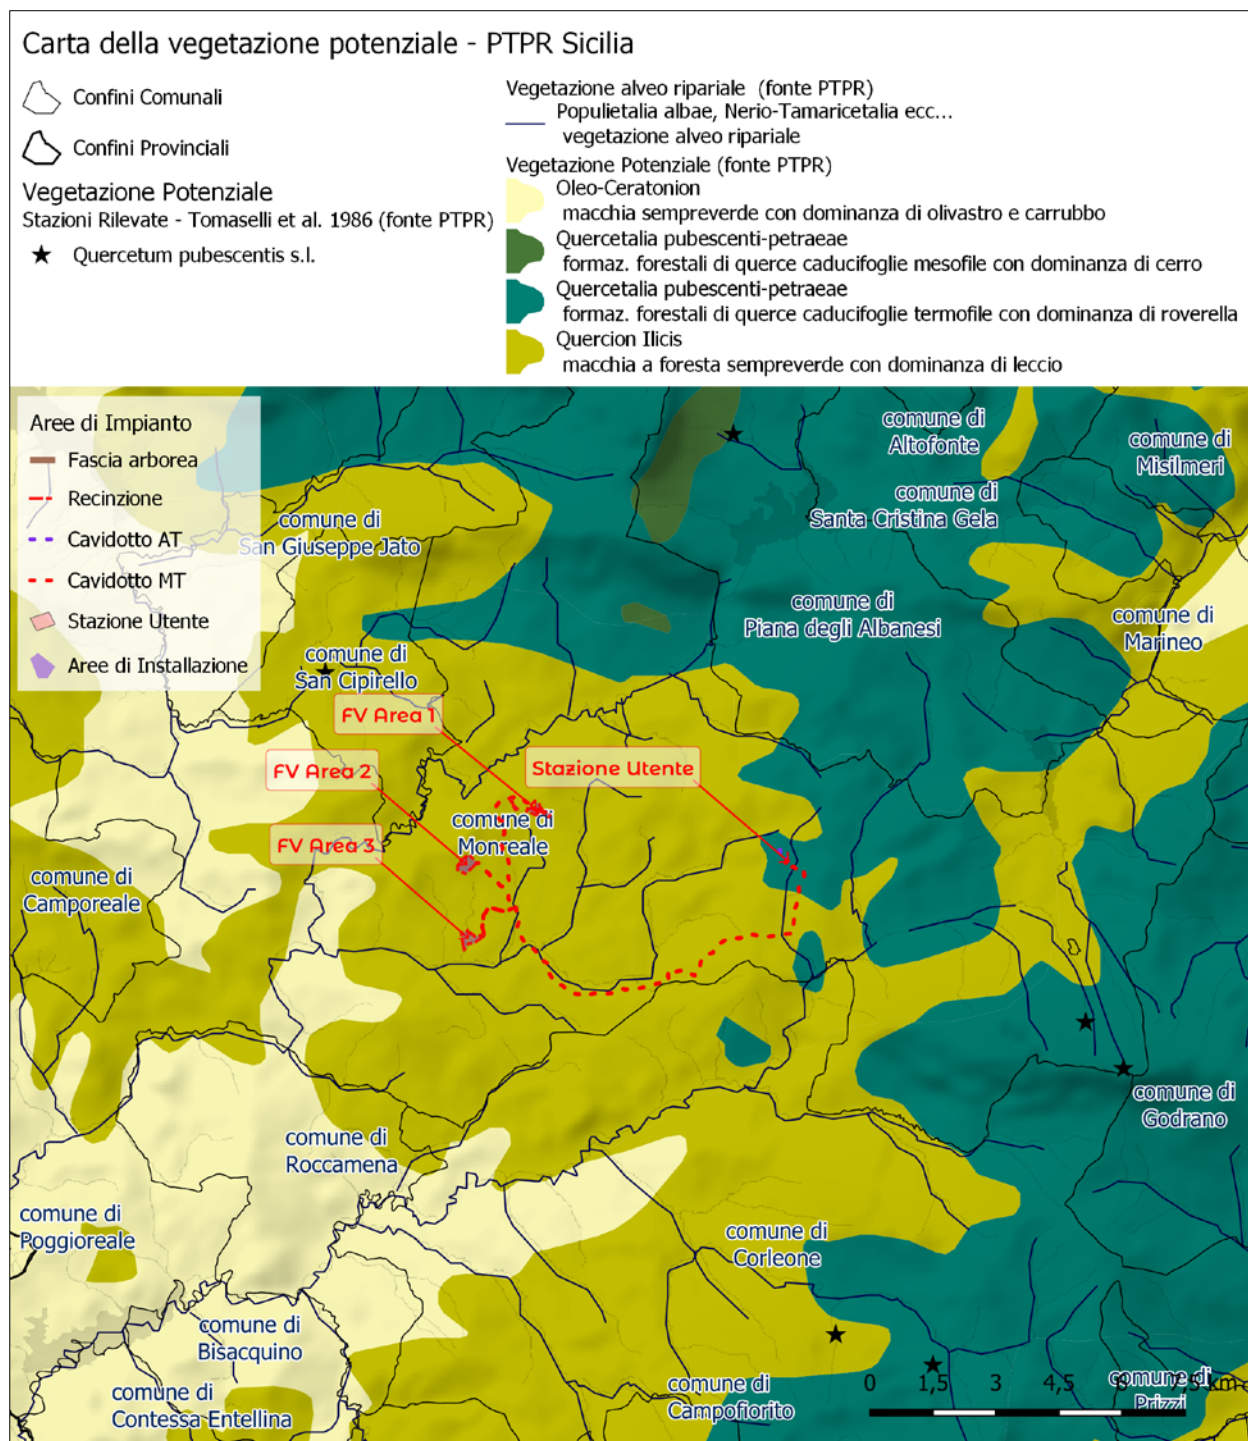 Carta della vegetazione potenziale - PTPR Sicilia
Confini Comunali
Confini Provinciali
Vegetazione Potenziale
Stazioni Rilevate - Tomaselli et al. 1986 (fonte PTPR)
Quercetum pubescentis s.l.
Vegetazione alveo ripariale (fonte PTPR)
Populietalia albae, Nerio-Tamaricetalia ecc...
vegetazione alveo ripariale
Vegetazione Potenziale (fonte PTPR)
Oleo-Ceratonion
macchia sempreverde con dominanza di olivastro e carrubbo
Quercetalia pubescenti-petraeae
formaz. forestali di querce caducifoglie mesofile con dominanza di cerro
Quercetalia pubescenti-petraeae
formaz. forestali di querce caducifoglie termofile con dominanza di roverella
Quercion Ilicis
macchia a foresta sempreverde con dominanza di leccio
Aree di Impianto
Fascia arborea
Recinzione
Cavidotto AT
Cavidotto MT
Stazione Utente
Aree di Installazione
comune di
Altofonte
comune di
Misilmeri
comune di
Santa Cristina Gela
comune di
San Giuseppe Jato
comune di
Piana degli Albanesi
comune di
Marineo
comune di
San Cipirello
FV Area 1
FV Area 2
Stazione Utente
FV Area 3
comune di
Monreale
comune di
Camporeale
comune di
Godrano
comune di
Roccamena
comune di
Poggioreale
comune di
Corleone
comune di
Bisacquino
comune di
Contessa Entellina
comune di
Campofiorito
comune di
Prizzi
0 1,5 3 4,5 6 7,5 km